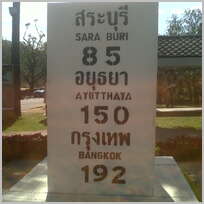 สระบุรี
SARA BURI
85
อยุธยา
AYUTTHAYA
150
กรุงเทพ
BANGKOK
192